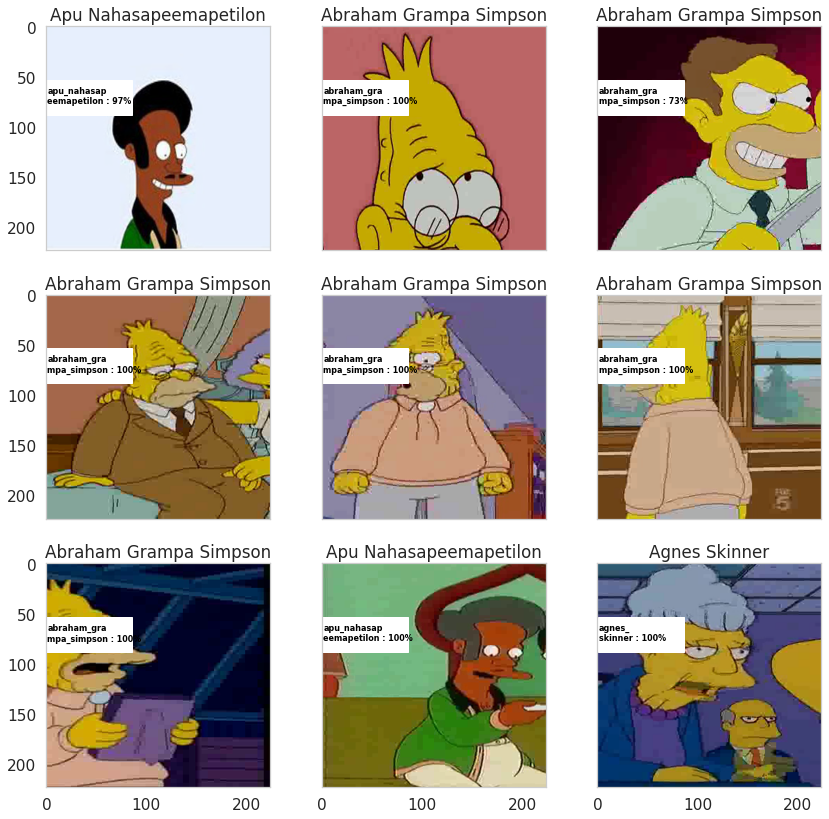 Apu Nahasapeemapetilon
Abraham Grampa Simpson
Abraham Grampa Simpson
0
50
100
150
200
apu_nahasap
eemapetilon : 97%
abraham_gra
mpa_simpson : 100%
abraham_gra
mpa_simpson : 73%
Abraham Grampa Simpson
Abraham Grampa Simpson
Abraham Grampa Simpson
0
50
100
150
200
abraham_gra
mpa_simpson : 100%
abraham_gra
mpa_simpson : 100%
abraham_gra
mpa_simpson : 100%
FOX
5
Abraham Grampa Simpson
Apu Nahasapeemapetilon
Agnes Skinner
0
50
100
150
200
abraham_gra
mpa_simpson : 100%
apu_nahasap
eemapetilon : 100%
agnes_
skinner : 100%
0 100 200
0 100 200
0 100 200